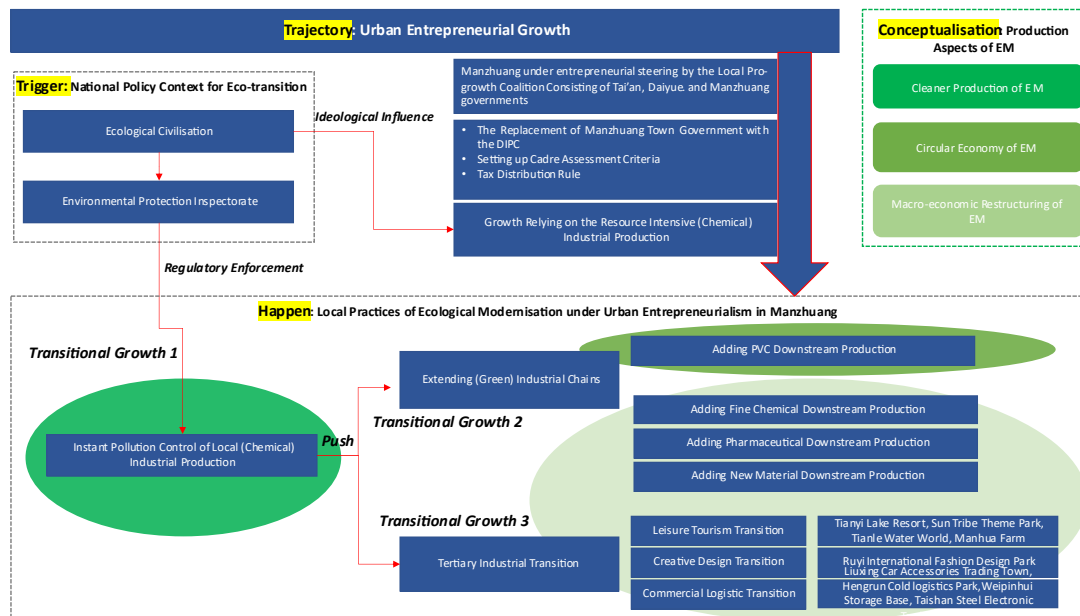 Trajectory: Urban Entrepreneurial Growth
Conceptualisation: Production
Aspects of EM
Cleaner Production of E M
Circular Economy of EM
Macro-economic Restructuring of
EM
Trigger: National Policy Context for Eco-transition
Ecological Civilisation
Environmental Protection Inspectorate
Ideological Influence
Regulatory Enforcement
Manzhuang under entrepreneurial steering by the Local Pro-
growth Coalition Consisting of Tai'an, Daiyue. and Manzhuang
governments
• The Replacement of Manzhuang Town Government with
the DIPC
• Setting up Cadre Assessment Criteria
• Tax Distribution Rule
Growth Relying on the Resource Intensive (Chemical)
Industrial Production
Happen: Local Practices of Ecological Modernisation under Urban Entrepreneurialism in Manzhuang
Transitional Growth 1
Instant Pollution Control of Local (Chemical)
Industrial Production
Push
Extending (Green) Industrial Chains
Transitional Growth 2
Adding PVC Downstream Production
Adding Fine Chemical Downstream Production
Adding Pharmaceutical Downstream Production
Adding New Material Downstream Production
Transitional Growth 3
Tertiary Industrial Transition
Leisure Tourism Transition
Tianyi Lake Resort, Sun Tribe Theme Park,
Tianle Water World, Manhua Farm
Creative Design Transition
Ruyi International Fashion Design Park
Commercial Logistic Transition
Liuxing Car Accessories Trading Town,
Hengrun Cold logistics Park, Weipinhui
Storage Base, Taishan Steel Electronic